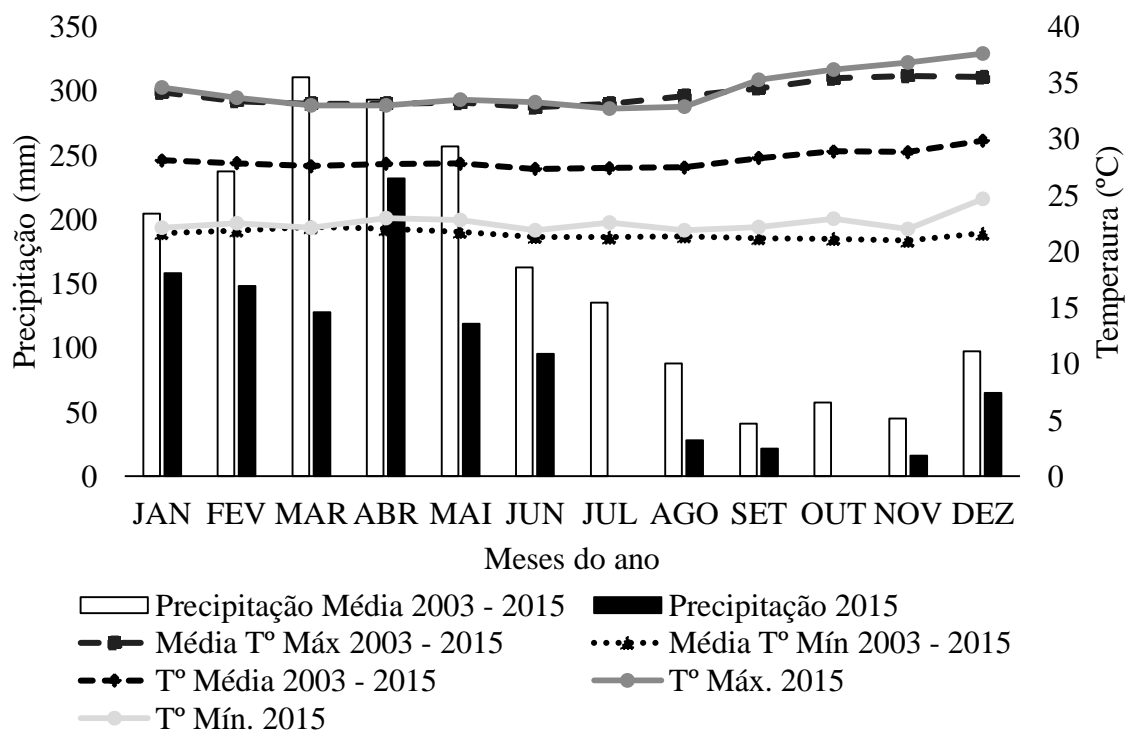 350
300
250
200
150
100
50
0
Precipitação (mm)
40
35
30
25
20
15
10
5
0
Temperaura (ºC)
JAN FEV MAR ABR MAI JUN JUL AGO SET OUT NOV DEZ
Meses do ano
Precipitação Média 2003 - 2015 Precipitação 2015
Média Tº Máx 2003 - 2015 Média Tº Mín 2003 - 2015
Tº Média 2003 - 2015 Tº Máx. 2015
Tº Mín. 2015